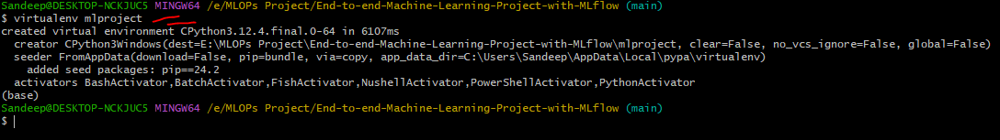 Sandeep@DESKTOP-NCKJUC5 MINGW64 /e/MLOPs Project/End-to-end-Machine-Learning-Project-with-MLflow (main)
$ virtualenv mlproject
created virtual environment CPython3.12.4.final.0-64 in 6107ms
  creator CPython3Windows(dest=E:\MLOPs Project\End-to-end-Machine-Learning-Project-with-MLflow\mlproject, clear=False, no_vcs_ignore=False, global=False)
  seeder FromAppData(download=False, pip=bundle, via=copy, app_data_dir=C:\Users\Sandeep\AppData\Local\pypa\virtualenv)
    added seed packages: pip==24.2
  activators BashActivator,BatchActivator,FishActivator,NushellActivator,PowerShellActivator,PythonActivator
(base)
Sandeep@DESKTOP-NCKJUC5 MINGW64 /e/MLOPs Project/End-to-end-Machine-Learning-Project-with-MLflow (main)
$